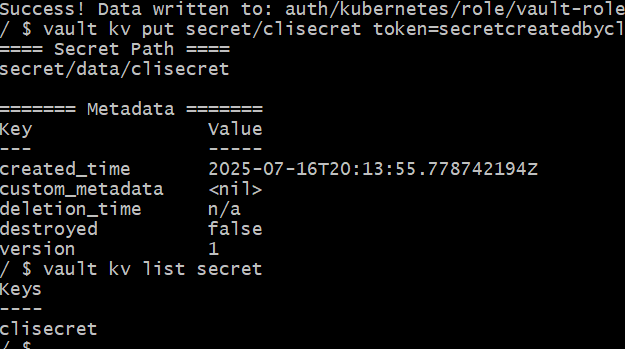 Success! Data written to: auth/kubernetes/role/vault-role
/ $ vault kv put secret/clisecret token=secretcreatedbycl
==== Secret Path ====
secret/data/clisecret
======= Metadata =======
Key Value
--- -----
created_time 2025-07-16T20:13:55.778742194Z
custom_metadata <nil>
deletion_time n/a
destroyed false
version 1
/ $ vault kv list secret
Keys
----
clisecret
/ $